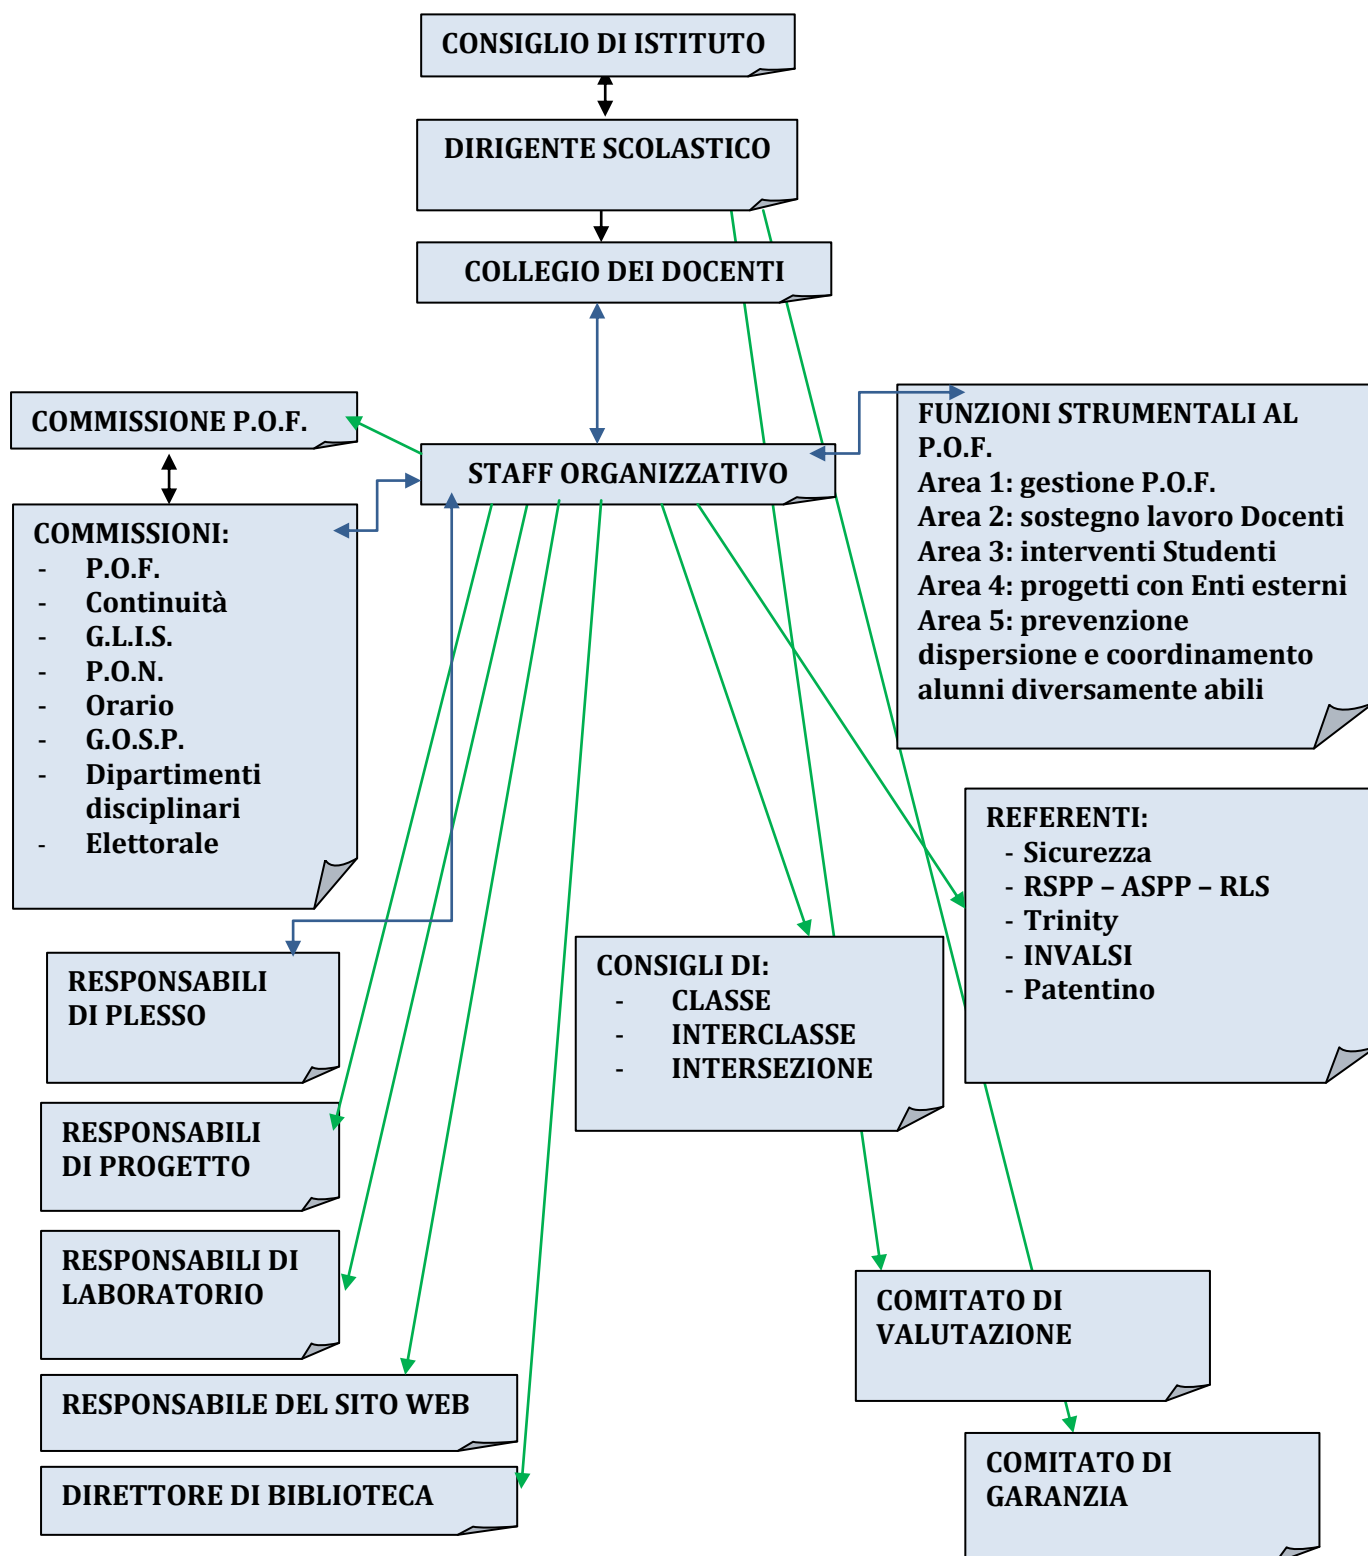 CONSIGLIO DI ISTITUTO
DIRIGENTE SCOLASTICO
COLLEGIO DEI DOCENTI
COMMISSIONE P.O.F.
STAFF ORGANIZZATIVO
FUNZIONI STRUMENTALI AL
P.O.F.
Area 1: gestione P.O.F.
Area 2: sostegno lavoro Docenti
Area 3: interventi Studenti
Area 4: progetti con Enti esterni
Area 5: prevenzione
dispersione e coordinamento
alunni diversamente abili
COMMISSIONI:
- P.O.F.
- Continuità
- G.L.I.S.
- P.O.N.
- Orario
- G.O.S.P.
- Dipartimenti
disciplinari
- Elettorale
REFERENTI:
- Sicurezza
- RSPP – ASPP – RLS
- Trinity
- INVALSI
- Patentino
RESPONSABILI
DI PLESSO
CONSIGLI DI:
- CLASSE
- INTERCLASSE
- INTERSEZIONE
RESPONSABILI
DI PROGETTO
RESPONSABILI DI
LABORATORIO
COMITATO DI
VALUTAZIONE
RESPONSABILE DEL SITO WEB
DIRETTORE DI BIBLIOTECA
COMITATO DI
GARANZIA